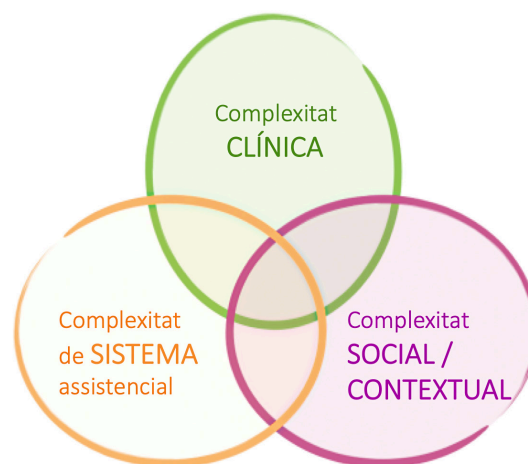 Complexitat
CLÍNICA
Complexitat
de SISTEMA
assistencial
Complexitat
SOCIAL /
CONTEXTUAL